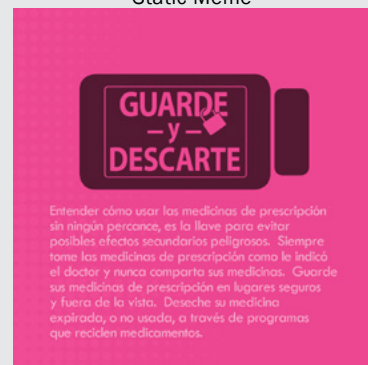 Static Meme
GUARDE
– y –
DESCARTE
Entender cómo usar las medicinas de prescripción
sin ningún percance, es la llave para evitar
posibles efectos secundarios peligrosos. Siempre
tome las medicinas de prescripción como le indicó
el doctor y nunca comparta sus medicinas. Guarde
sus medicinas de prescripción en lugares seguros
y fuera de la vista. Deseche su medicina
expirada, o no usada, a través de programas
que reciclen medicamentos.